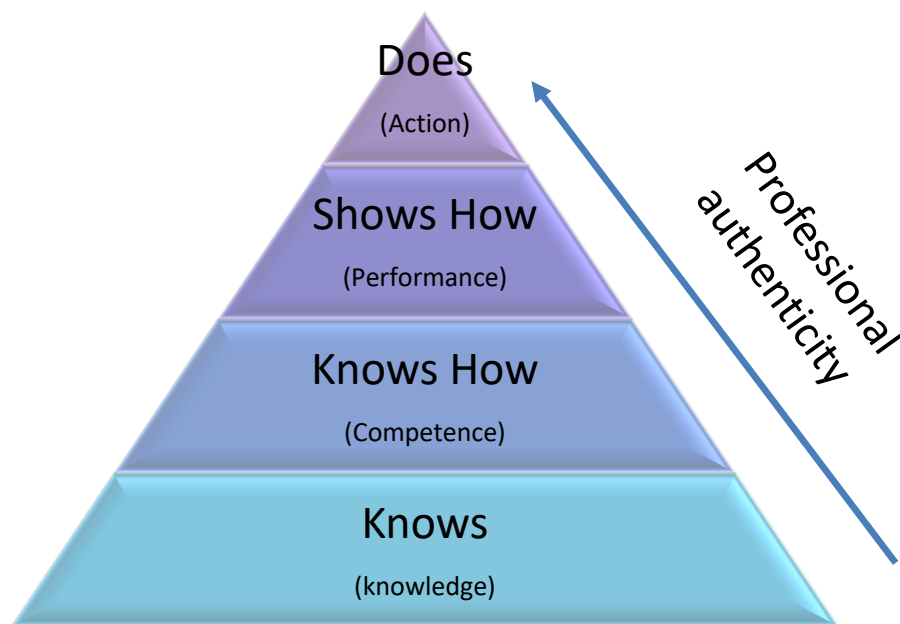 Does
(Action)
Shows How
(Performance)
Knows How
(Competence)
Knows
(knowledge)
Professional
authenticity